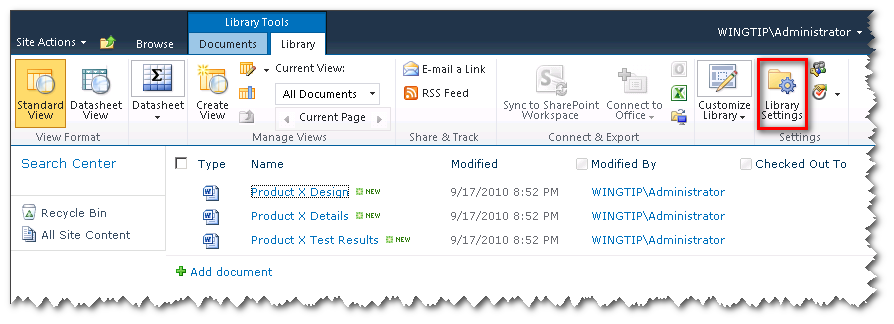 Library Tools
Site Actions Browse Documents Library WINGTIP\Administrator
Standard View
Datasheet View
Datasheet
Create View
Current View:
All Documents
Current Page
E-mail a Link
RSS Feed
Sync to SharePoint Workspace
Connect to Office
Customize Library
Library Settings
View Format Manage Views Share & Track Connect & Export Settings
Search Center
Recycle Bin
All Site Content
Type Name Modified Modified By Checked Out To
Product X Design NEW 9/17/2010 8:52 PM WINGTIP\Administrator
Product X Details NEW 9/17/2010 8:52 PM WINGTIP\Administrator
Product X Test Results NEW 9/17/2010 8:52 PM WINGTIP\Administrator
Add document